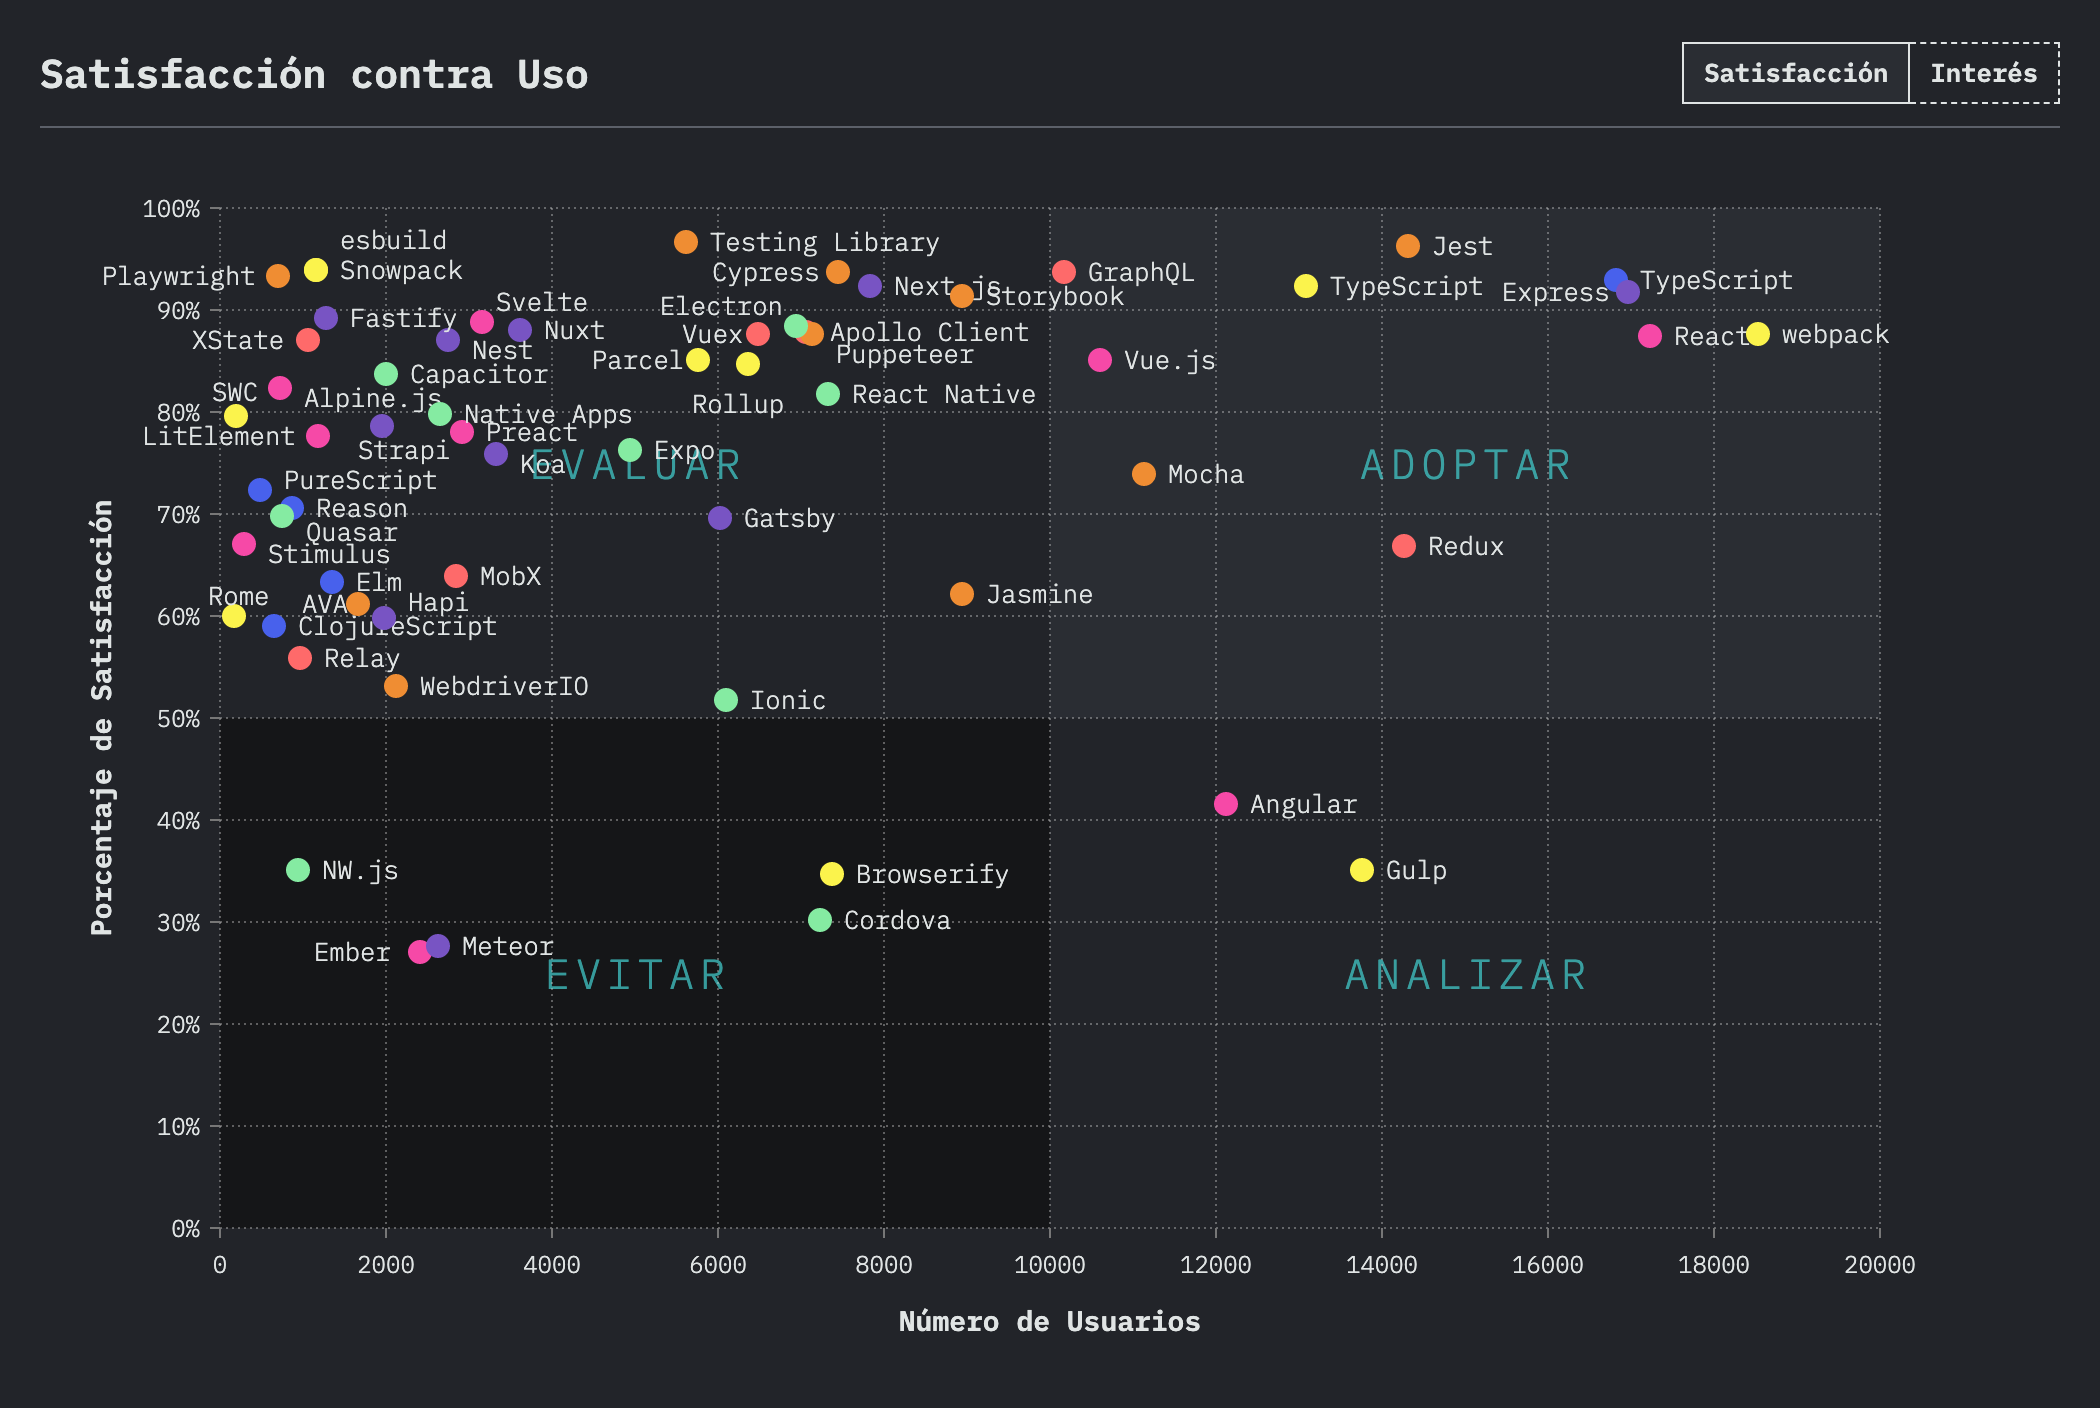 Satisfacción contra Uso
Satisfacción
Interés
100%
90%
80%
70%
60%
50%
40%
30%
20%
10%
0%
Porcentaje de Satisfacción
esbuild
Snowpack
Playwright
Testing Library
Cypress
Next.js
Storybook
GraphQL
Jest
TypeScript
TypeScript
Express
Fastify
Svelte
Nuxt
Electron
Vuex
Apollo Client
Puppeteer
React
webpack
XState
Nest
Parcel
Rollup
Vue.js
Capacitor
React Native
SWC
Alpine.js
Native Apps
LitElement
Strapi
Preact
Koa
Expo
EVALUAR
ADOPTAR
Mocha
PureScript
Reason
Quasar
Stimulus
Gatsby
Redux
MobX
Elm
Rome
AVA
Hapi
Jasmine
ClojureScript
Relay
WebdriverIO
Ionic
Angular
NW.js
Browserify
Gulp
Cordova
Ember
Meteor
EVITAR
ANALIZAR
0
2000
4000
6000
8000
10000
12000
14000
16000
18000
20000
Número de Usuarios